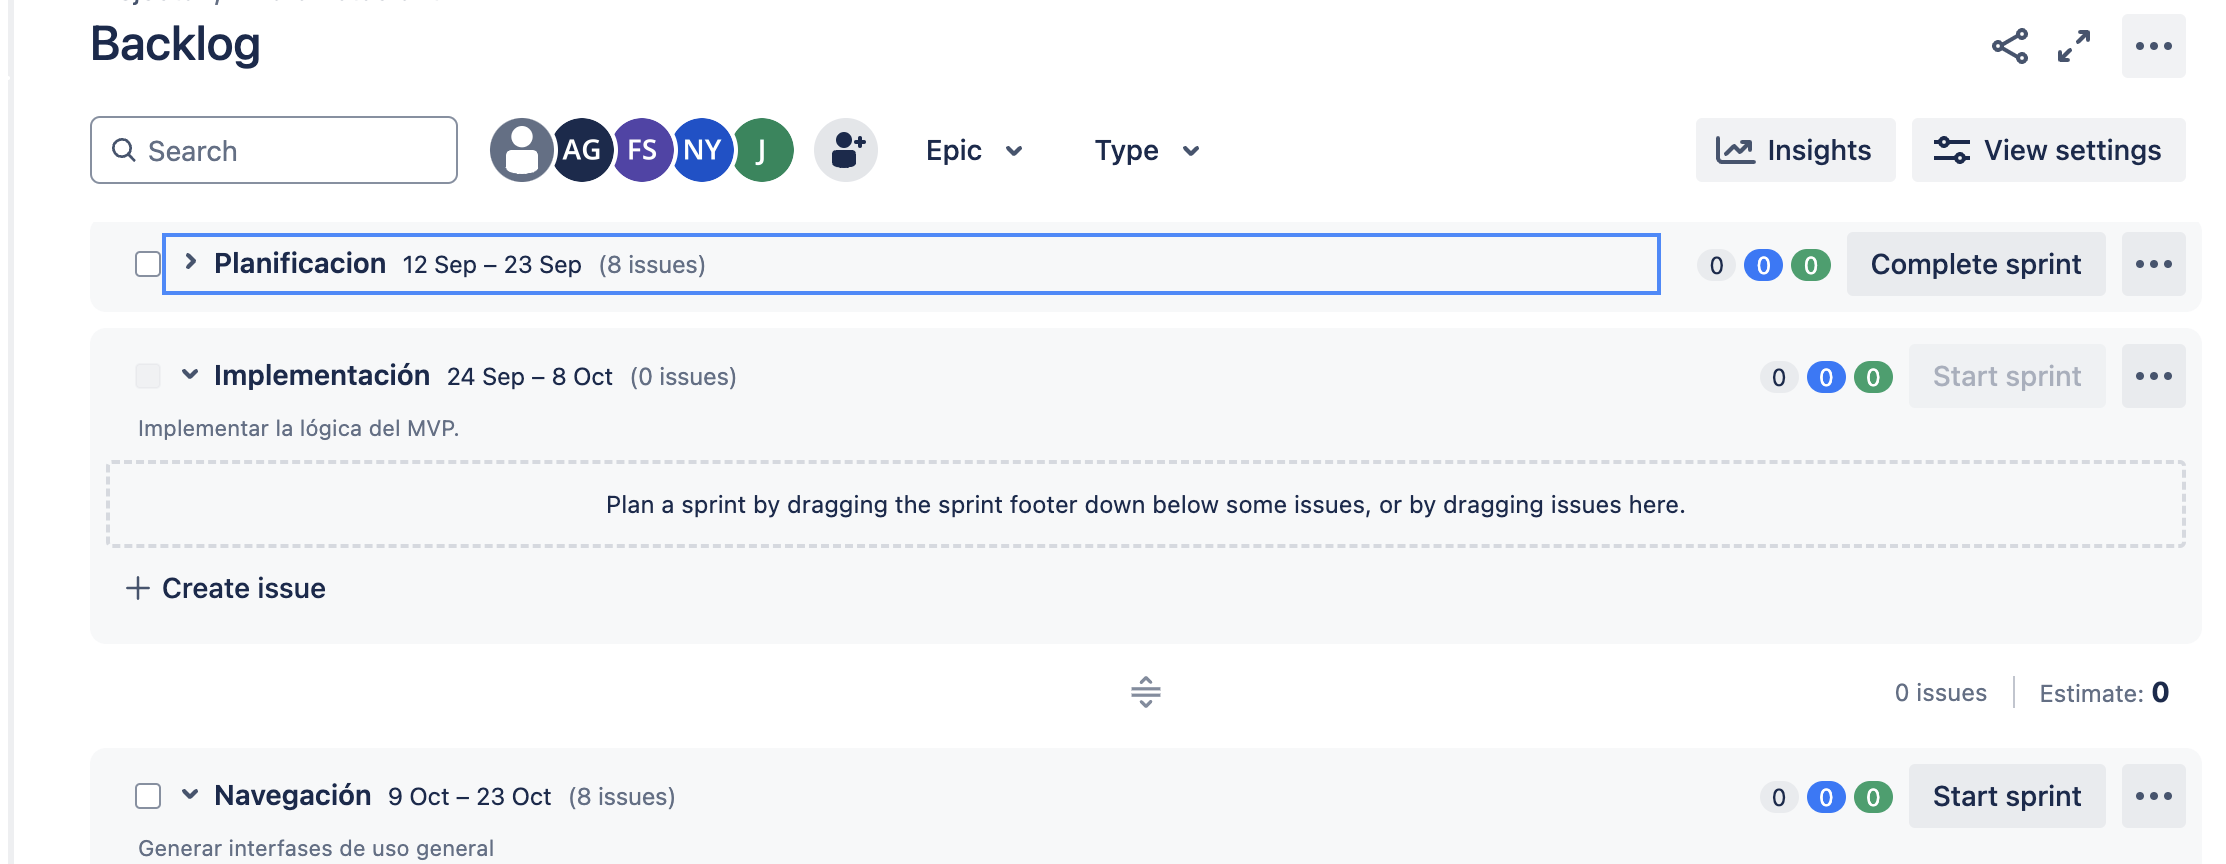 Backlog
Search
AG FS NY J
Epic
Type
Insights
View settings
Planificacion 12 Sep – 23 Sep (8 issues)
0 0 0 Complete sprint
Implementación 24 Sep – 8 Oct (0 issues)
0 0 0 Start sprint
Implementar la lógica del MVP.
Plan a sprint by dragging the sprint footer down below some issues, or by dragging issues here.
Create issue
0 issues Estimate: 0
Navegación 9 Oct – 23 Oct (8 issues)
0 0 0 Start sprint
Generar interfases de uso general